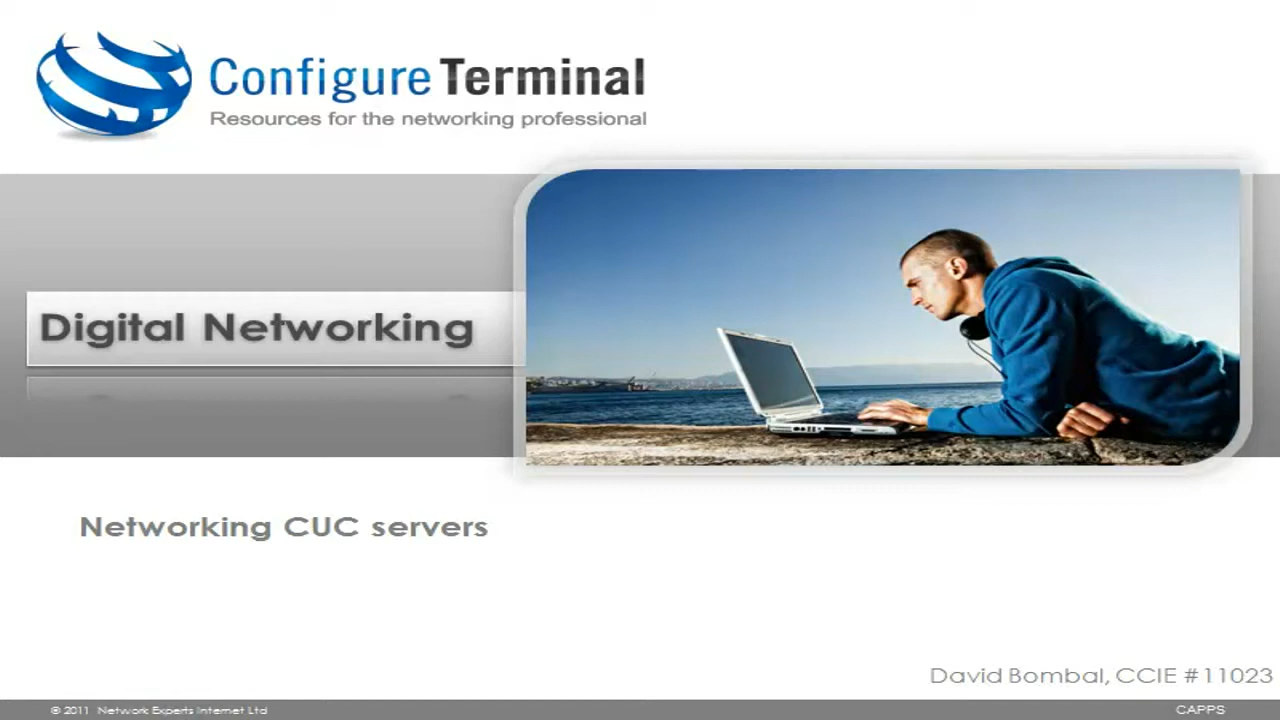 Configure Terminal
Resources for the networking professional
Digital Networking
Networking CUC servers
David Bombal, CCIE #11023
© 2011 Network Experts Internet Ltd
CAPPS